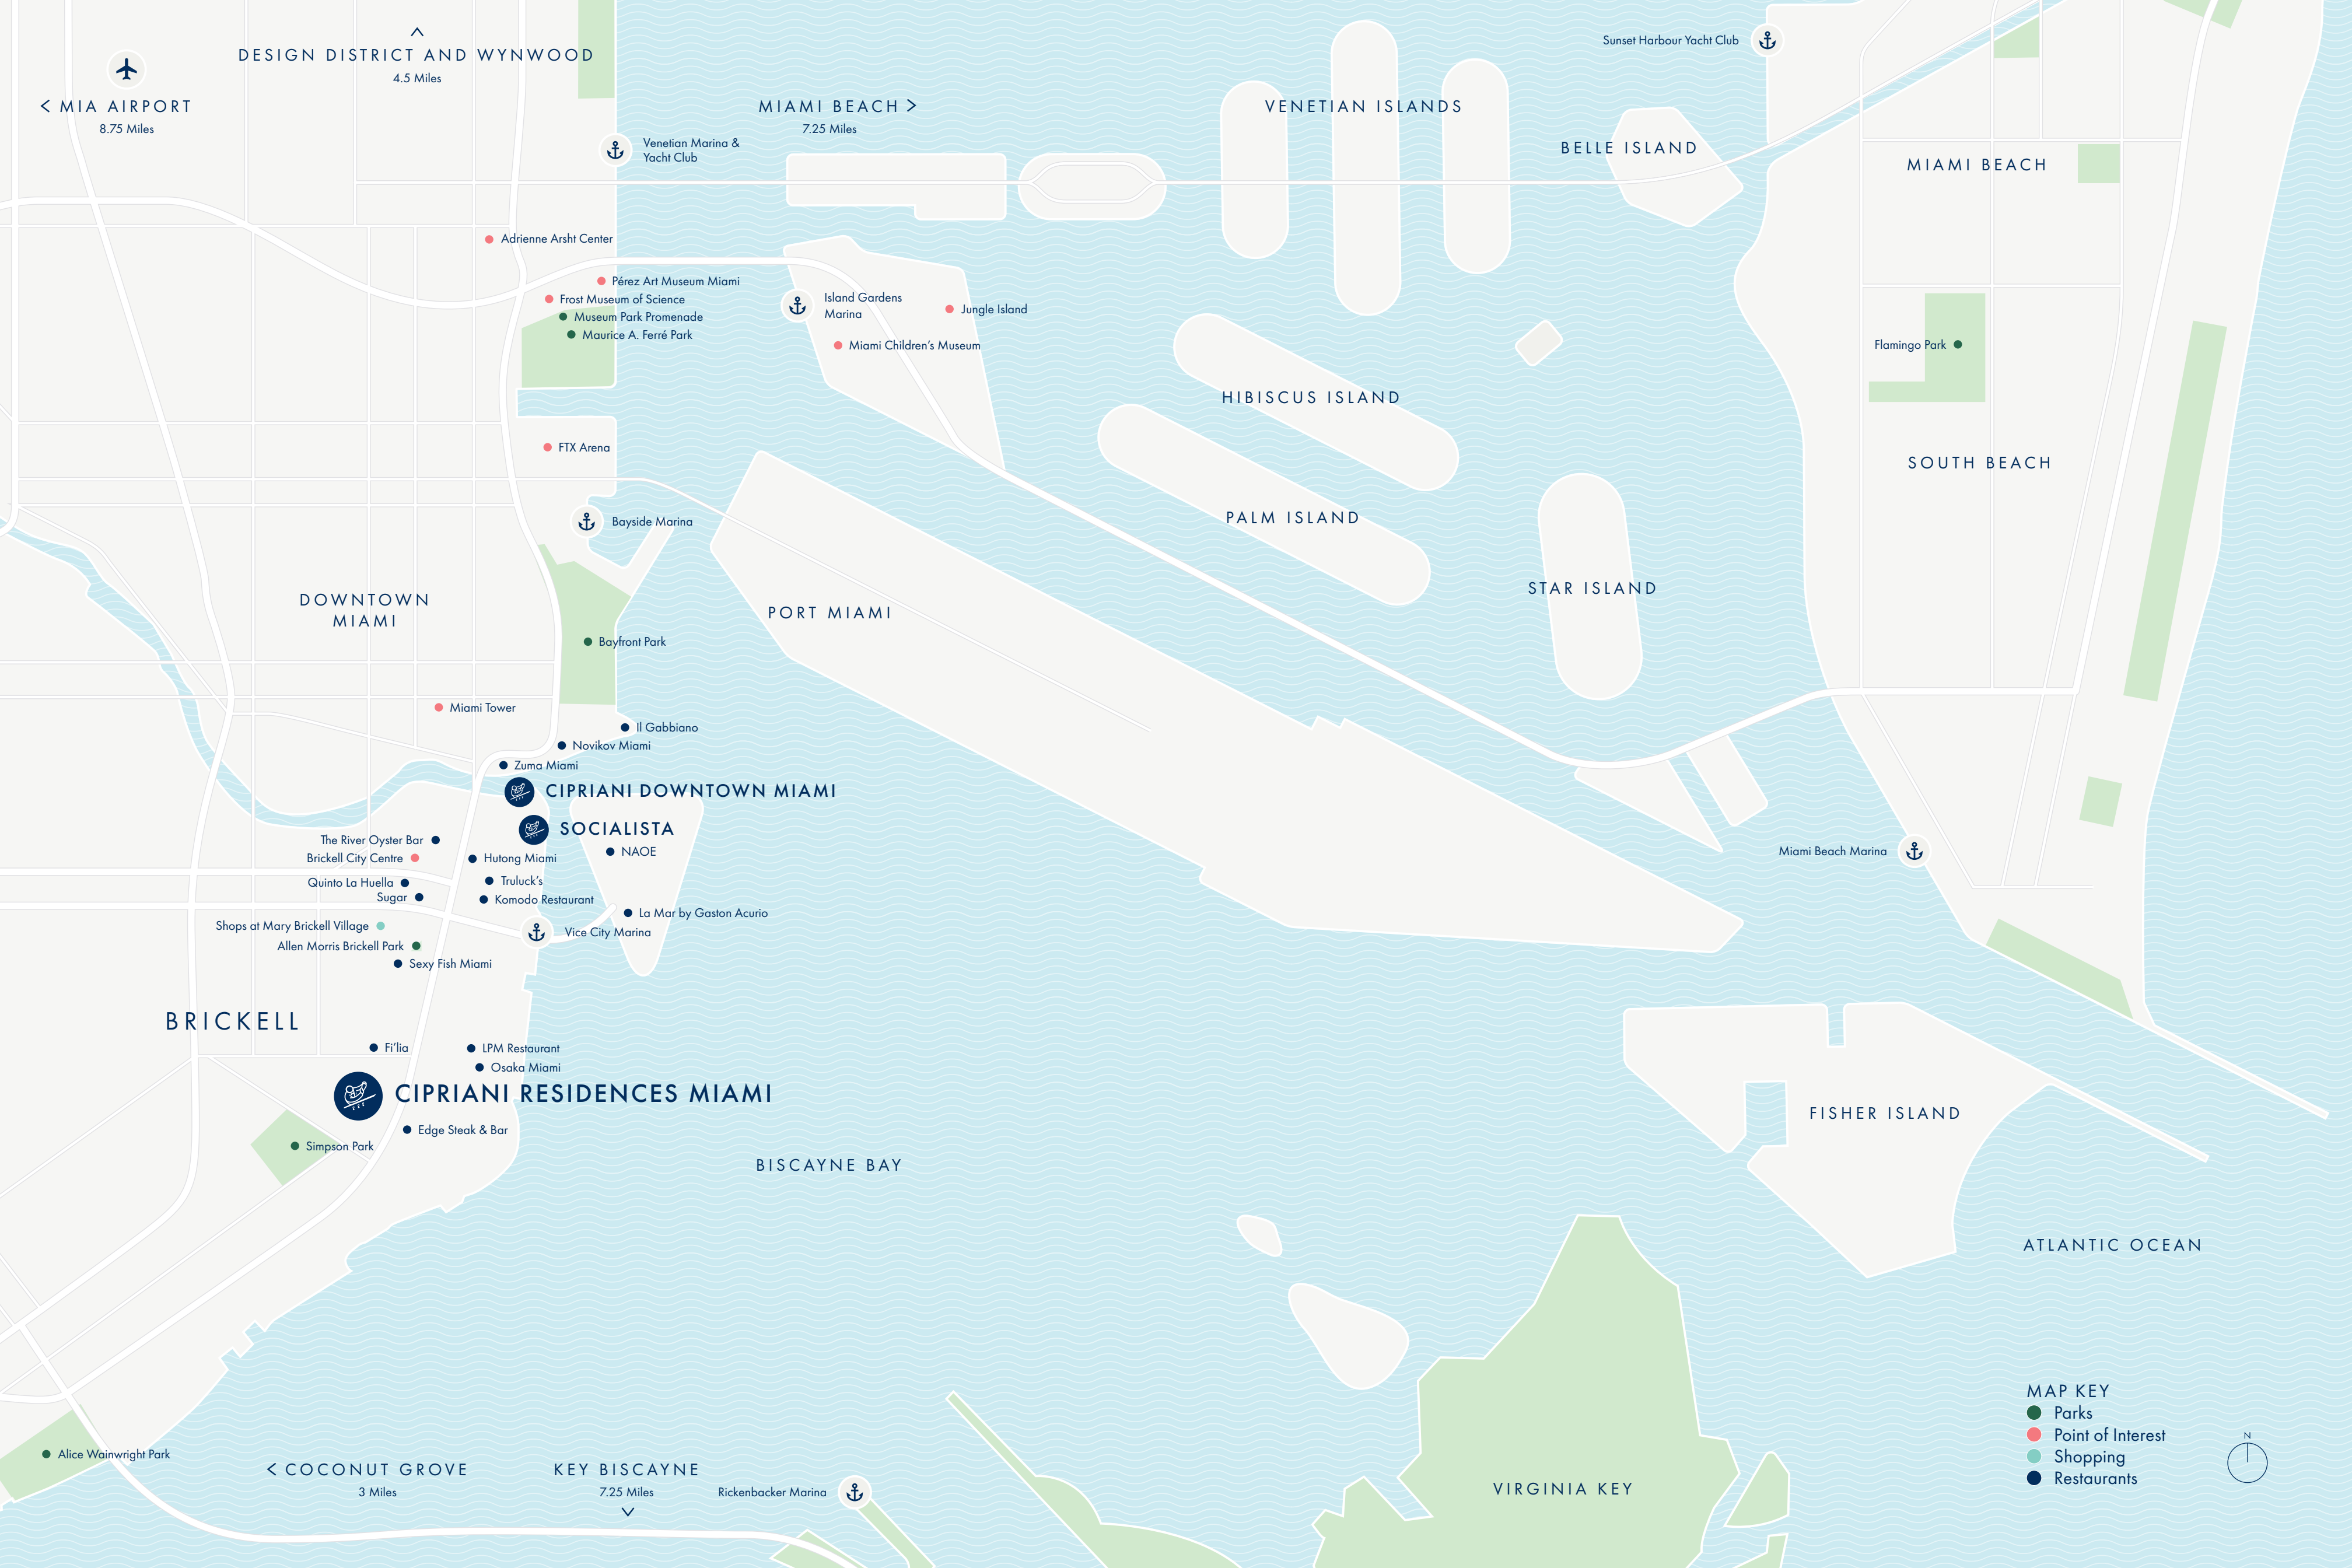 DESIGN DISTRICT AND WYNWOOD
4.5 Miles
< MIA AIRPORT
8.75 Miles
MIAMI BEACH >
7.25 Miles
Venetian Marina &
Yacht Club
VENETIAN ISLANDS
Sunset Harbour Yacht Club
BELLE ISLAND
MIAMI BEACH
Adrienne Arsht Center
Pérez Art Museum Miami
Frost Museum of Science
Museum Park Promenade
Maurice A. Ferré Park
Island Gardens
Marina
Jungle Island
Miami Children's Museum
Flamingo Park
HIBISCUS ISLAND
FTX Arena
SOUTH BEACH
Bayside Marina
PALM ISLAND
STAR ISLAND
DOWNTOWN
MIAMI
PORT MIAMI
Bayfront Park
Miami Tower
Il Gabbiano
Novikov Miami
Zuma Miami
CIPRIANI DOWNTOWN MIAMI
SOCIALISTA
The River Oyster Bar
NAOE
Miami Beach Marina
Brickell City Centre
Hutong Miami
Quinto La Huella
Truluck's
Sugar
Komodo Restaurant
La Mar by Gaston Acurio
Shops at Mary Brickell Village
Vice City Marina
Allen Morris Brickell Park
Sexy Fish Miami
BRICKELL
Fi'lia
LPM Restaurant
Osaka Miami
CIPRIANI RESIDENCES MIAMI
Edge Steak & Bar
Simpson Park
FISHER ISLAND
BISCAYNE BAY
ATLANTIC OCEAN
Alice Wainwright Park
< COCONUT GROVE
3 Miles
KEY BISCAYNE
7.25 Miles
Rickenbacker Marina
VIRGINIA KEY
MAP KEY
Parks
Point of Interest
Shopping
Restaurants
N